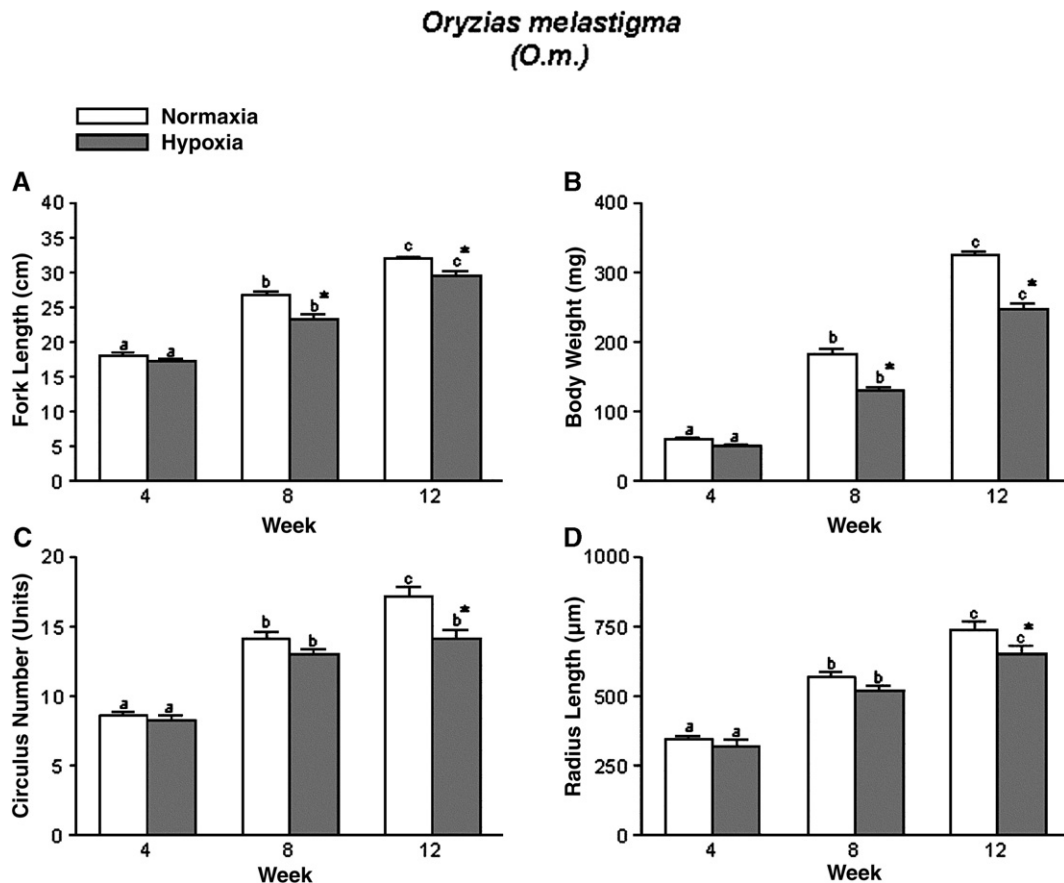 Oryzias melastigma
(O.m.)
Normaxia
Hypoxia
A
Fork Length (cm)
40
35
30
25
20
15
10
5
0
a
a
b
b*
c
c*
4
8
12
Week
B
Body Weight (mg)
400
300
200
100
0
a
a
b
b*
c
c*
4
8
12
Week
C
Circulus Number (Units)
20
15
10
5
0
a
a
b
b
c
b*
4
8
12
Week
D
Radius Length (µm)
1000
750
500
250
0
a
a
b
b
c
c*
4
8
12
Week